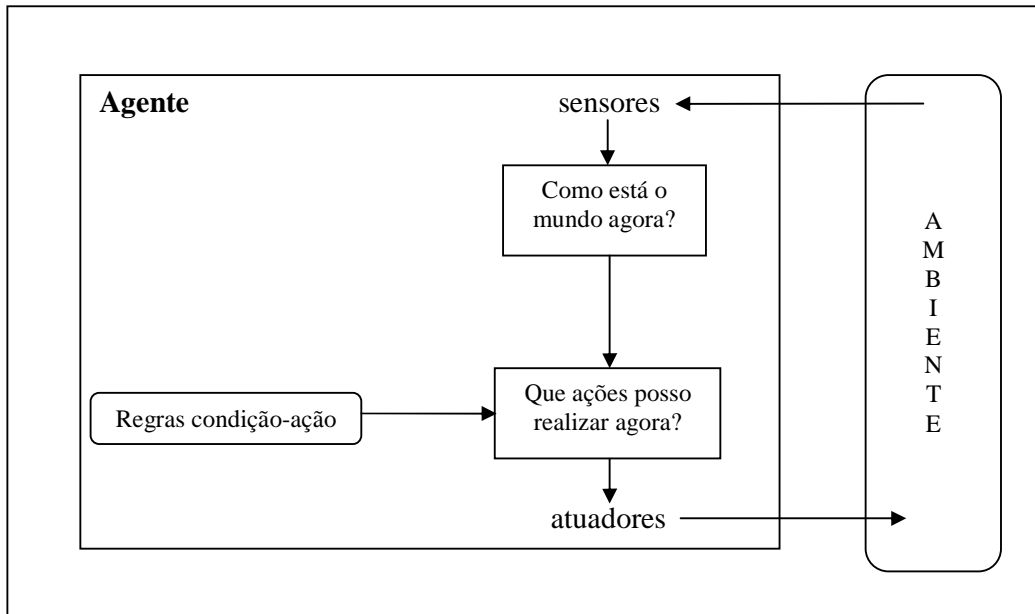 Agente
sensores
Como está o
mundo agora?
A
M
B
I
E
N
T
E
Que ações posso
realizar agora?
Regras condição-ação
atuadores